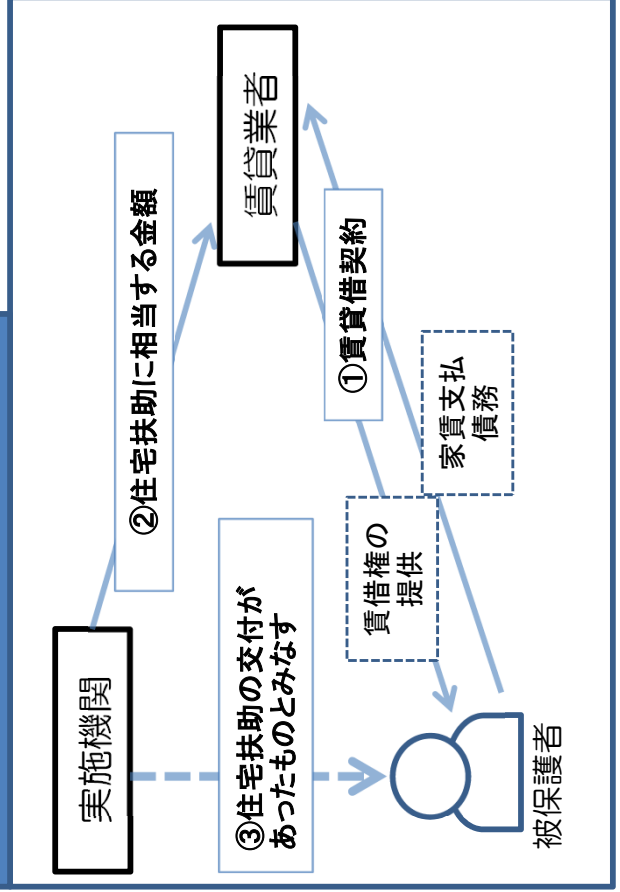 実施機関
②住宅扶助に相当する金額
賃貸業者
③住宅扶助の交付が
あったものとみなす
①賃貸借契約
賃借権の
提供
家賃支払
債務
被保護者